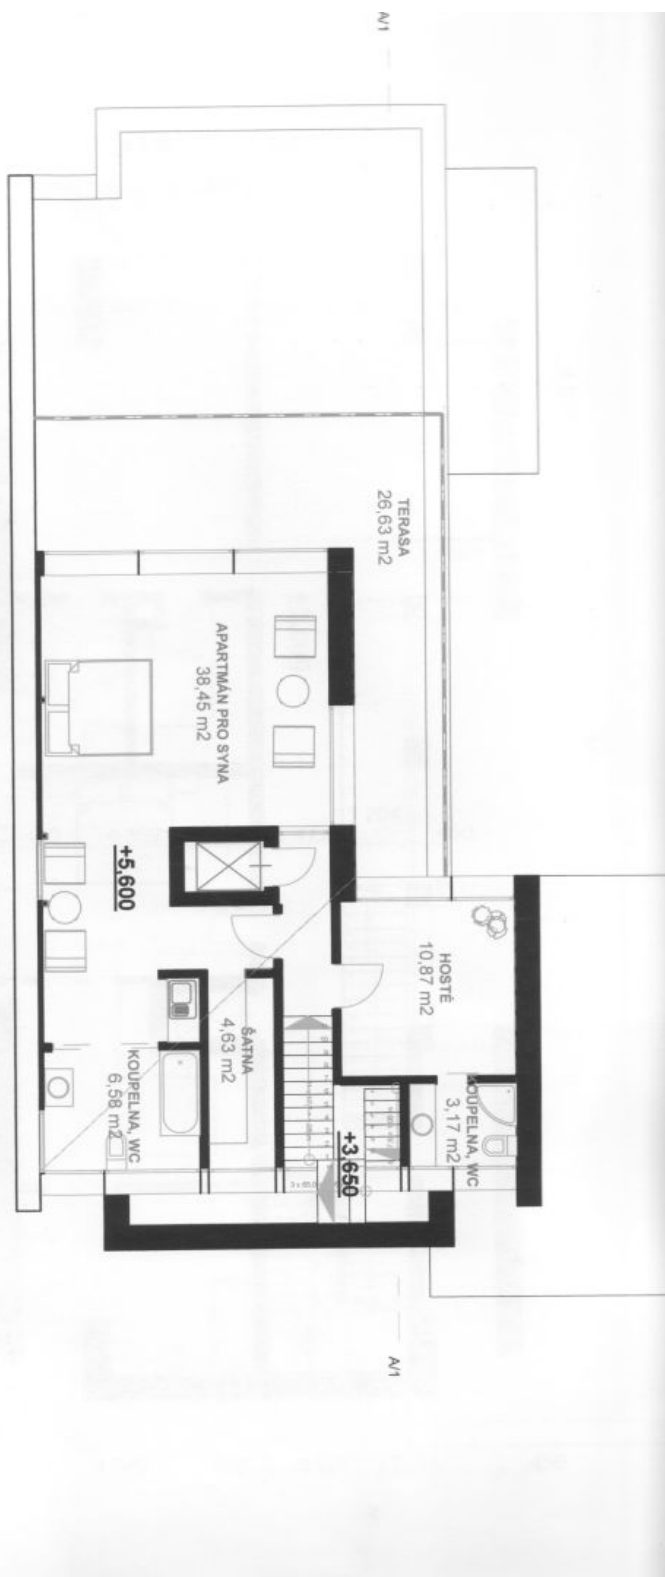 A/1
TERASA
26,63 m2
APARTMÁN PRO SYNA
38,45 m2
+5,600
HOSTÉ
10,87 m2
ŠATNA
4,63 m2
KOUPELNA, WC
6,58 m2
KOUPELNA, WC
3,17 m2
+3,650
A/1